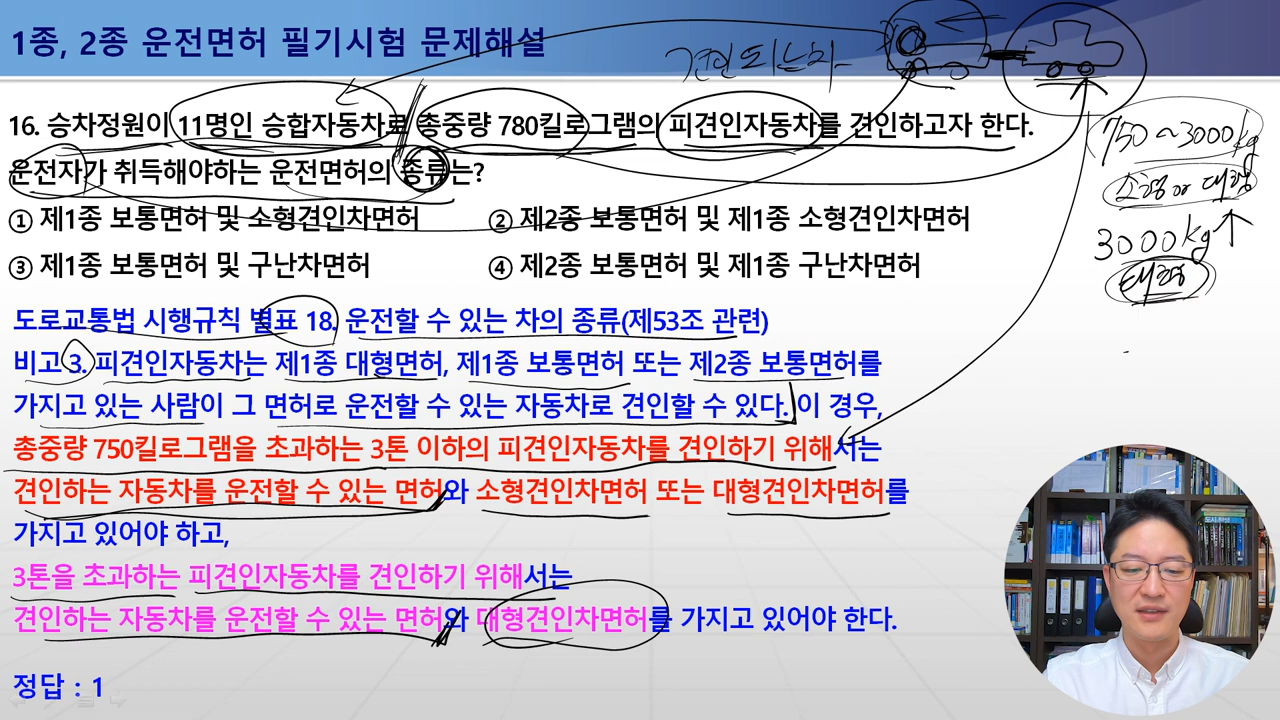 1종, 2종 운전면허 필기시험 문제해설
견인되는차
16. 승차정원이 11명인 승합자동차로 총중량 780킬로그램의 피견인자동차를 견인하고자 한다.
운전자가 취득해야하는 운전면허의 종류는?
① 제1종 보통면허 및 소형견인차면허
② 제2종 보통면허 및 제1종 소형견인차면허
③ 제1종 보통면허 및 구난차면허
④ 제2종 보통면허 및 제1종 구난차면허
750~3000kg
소형 or 대형
3000kg↑
대형
도로교통법 시행규칙 별표 18. 운전할 수 있는 차의 종류(제53조 관련)
비고 3. 피견인자동차는 제1종 대형면허, 제1종 보통면허 또는 제2종 보통면허를
가지고 있는 사람이 그 면허로 운전할 수 있는 자동차로 견인할 수 있다. 이 경우,
총중량 750킬로그램을 초과하는 3톤 이하의 피견인자동차를 견인하기 위해서는
견인하는 자동차를 운전할 수 있는 면허와 소형견인차면허 또는 대형견인차면허를
가지고 있어야 하고,
3톤을 초과하는 피견인자동차를 견인하기 위해서는
견인하는 자동차를 운전할 수 있는 면허와 대형견인차면허를 가지고 있어야 한다.
정답 : 1